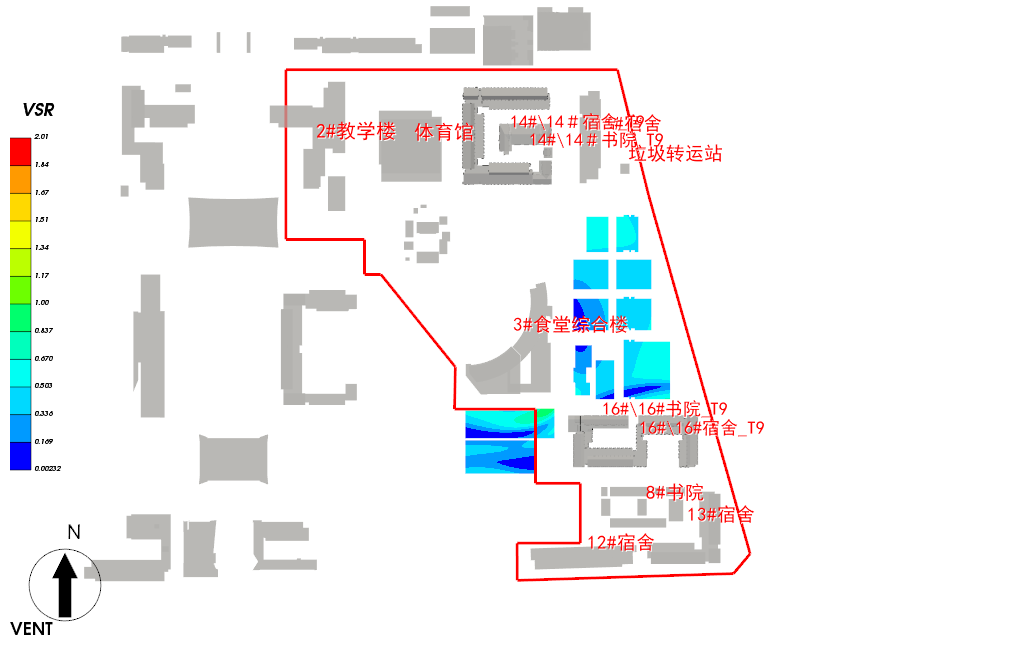 VSR
2.01
1.84
1.67
1.51
1.34
1.17
1.00
0.837
0.670
0.503
0.336
0.169
0.00232
2#教学楼
体育馆
14#\14#宿舍_T9
宿舍
14#\14#书院_T9
垃圾转运站
3#食堂综合楼
16#\16#书院_T9
16#\16#宿舍_T9
8#书院
13#宿舍
12#宿舍
N
VENT